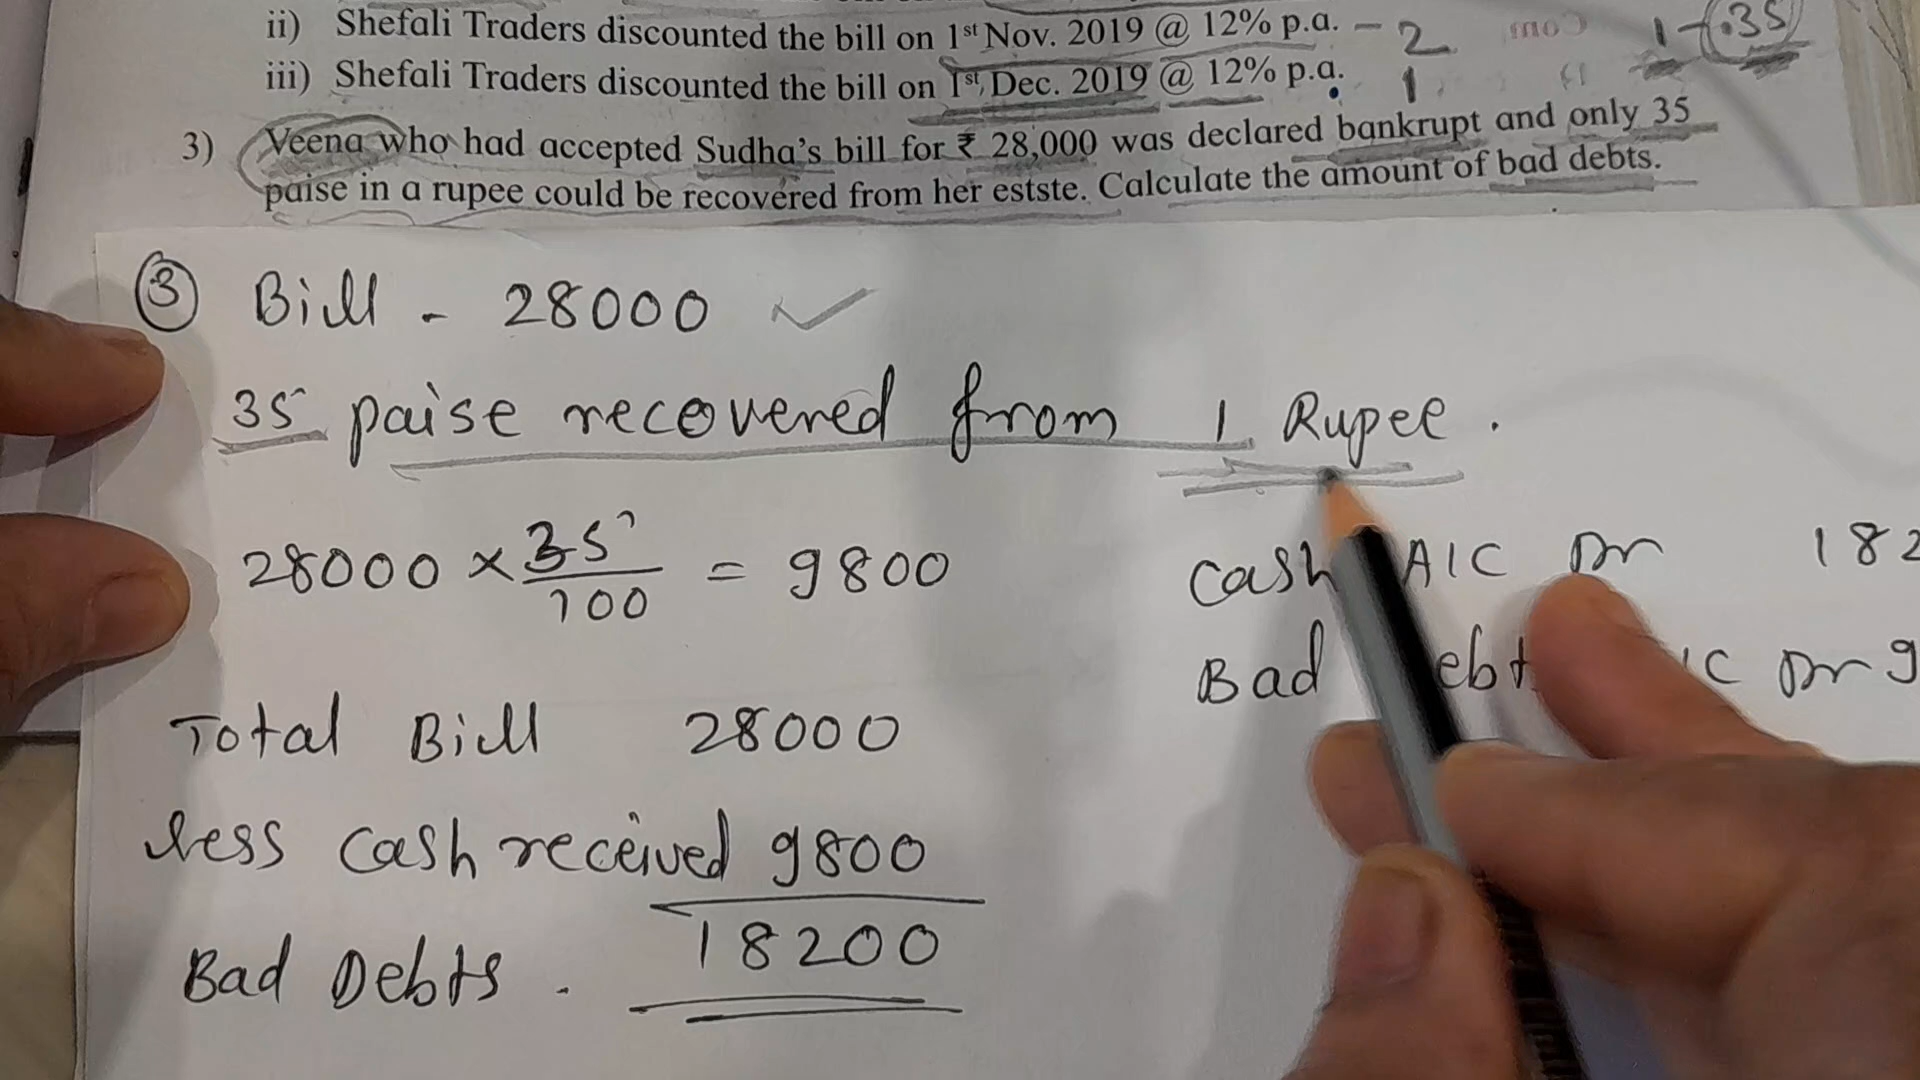 ii) Shefali Traders discounted the bill on 1st Nov. 2019 @ 12% p.a. - 2
1 - .35
iii) Shefali Traders discounted the bill on 1st Dec. 2019 @ 12% p.a. 1
3) Veena who had accepted Sudha's bill for ₹ 28,000 was declared bankrupt and only 35
paise in a rupee could be recovered from her estste. Calculate the amount of bad debts.
③ Bill - 28000 ✓
35 paise recovered from 1 Rupee.
28000 × 35/100 = 9800
Cash A/C Dr 182
Bad ebt /C Dr 9
Total Bill 28000
less cash received 9800
Bad Debts. 18200